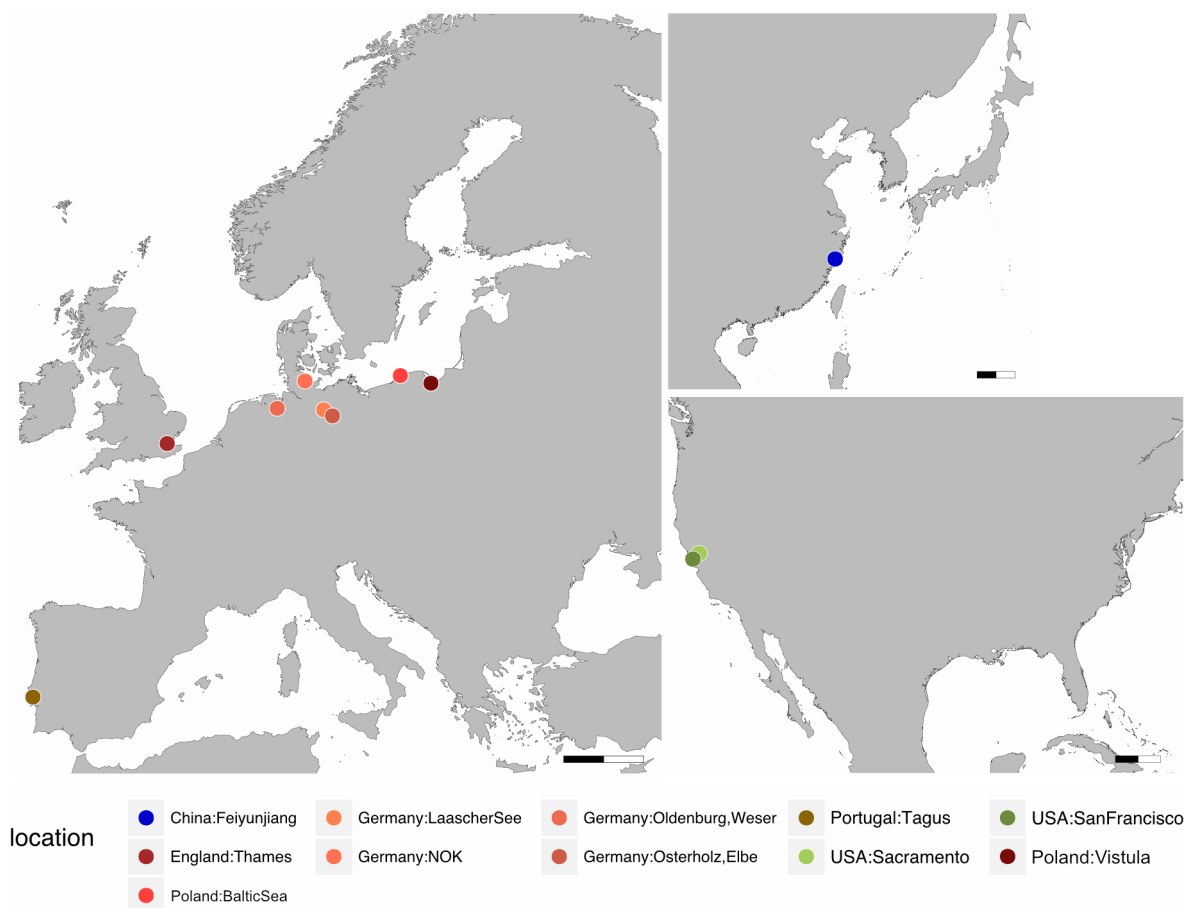 China:Feiyunjiang Germany:LaascherSee Germany:Oldenburg,Weser Portugal:Tagus USA:SanFrancisco
location
England:Thames Germany:NOK Germany:Osterholz,Elbe USA:Sacramento Poland:Vistula
Poland:BalticSea